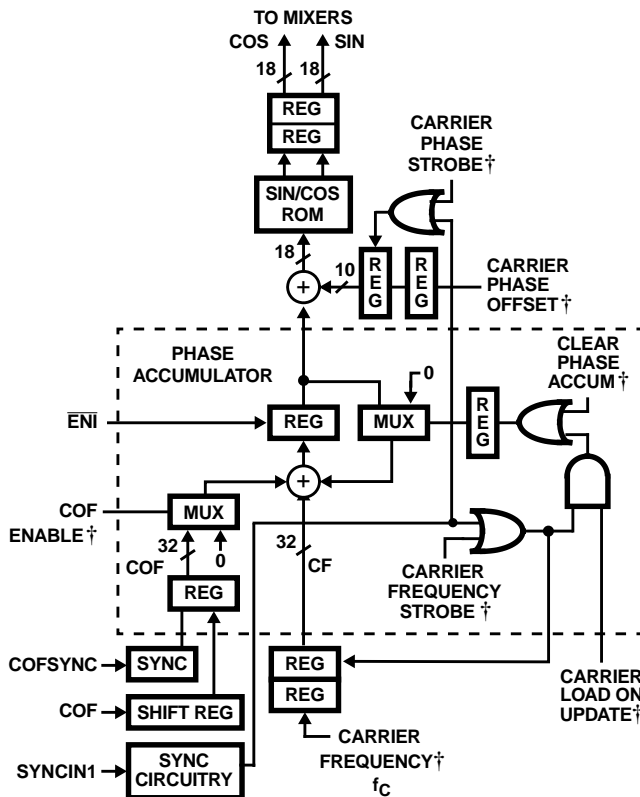 TO MIXERS
COS SIN
18 18
REG
REG
SIN/COS
ROM
18
CARRIER
PHASE
STROBE†
10
REG
REG
CARRIER
PHASE
OFFSET†
+
PHASE
ACCUMULATOR
0
CLEAR
PHASE
ACCUM†
ENI
REG
MUX
REG
+
COF
ENABLE†
MUX
32
COF
0
32
CF
CARRIER
FREQUENCY
STROBE†
REG
COFSYNC
SYNC
REG
REG
COF
SHIFT REG
CARRIER
LOAD ON
UPDATE†
SYNCIN1
SYNC
CIRCUITRY
CARRIER
FREQUENCY†
fC